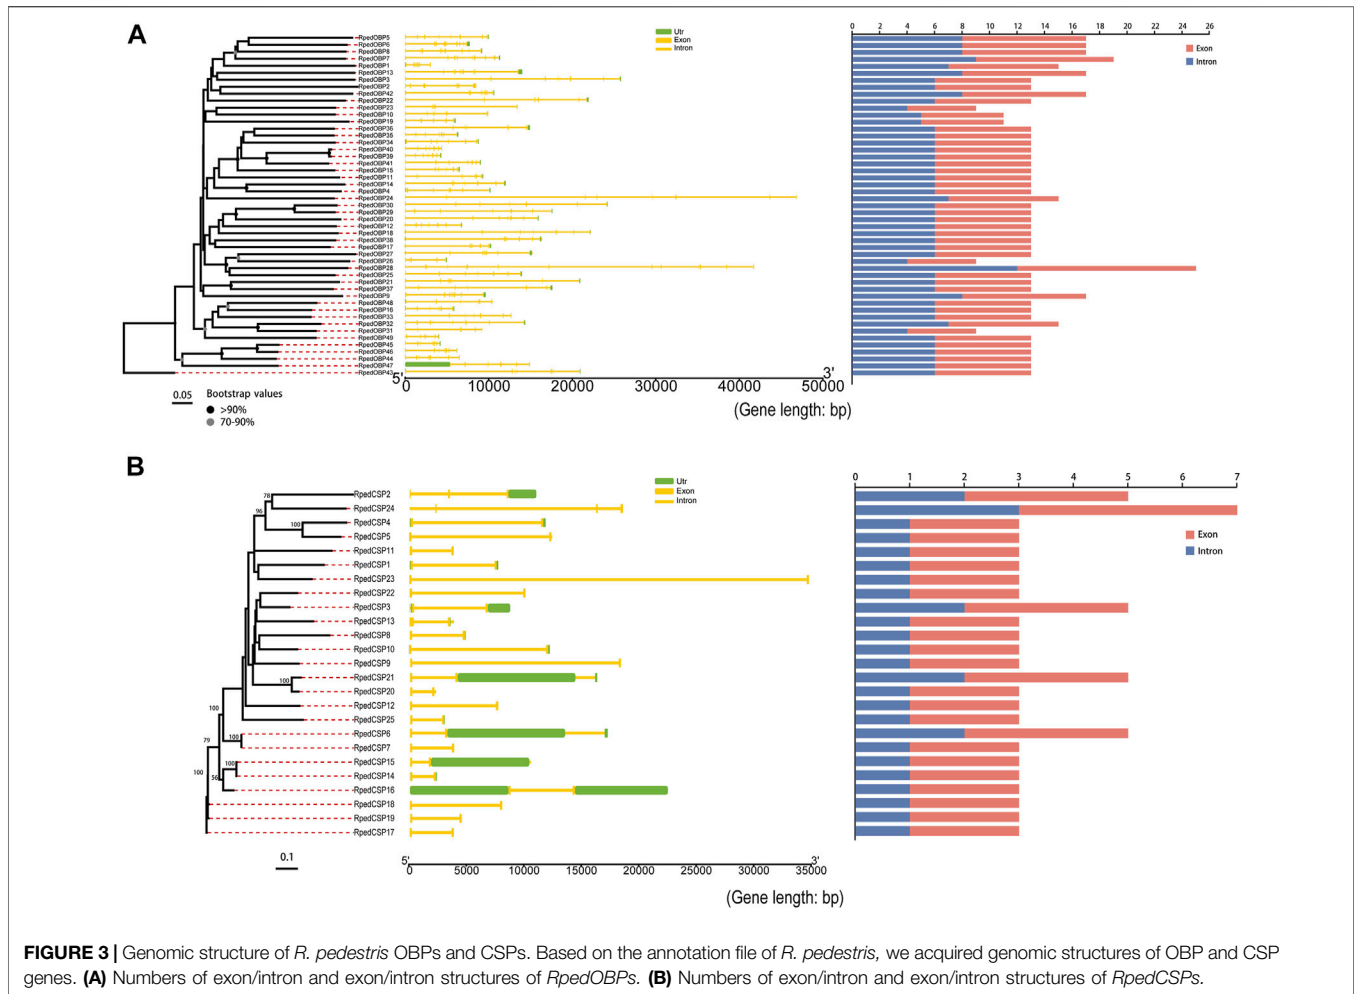 A
RpedOBP5
RpedOBP6
RpedOBP8
RpedOBP7
RpedOBP1
RpedOBP13
RpedOBP3
RpedOBP2
RpedOBP42
RpedOBP22
RpedOBP23
RpedOBP10
RpedOBP19
RpedOBP36
RpedOBP35
RpedOBP34
RpedOBP40
RpedOBP39
RpedOBP41
RpedOBP15
RpedOBP11
RpedOBP14
RpedOBP4
RpedOBP24
RpedOBP30
RpedOBP29
RpedOBP20
RpedOBP12
RpedOBP18
RpedOBP38
RpedOBP17
RpedOBP27
RpedOBP26
RpedOBP28
RpedOBP25
RpedOBP21
RpedOBP37
RpedOBP9
RpedOBP48
RpedOBP16
RpedOBP33
RpedOBP32
RpedOBP31
RpedOBP49
RpedOBP45
RpedOBP46
RpedOBP44
RpedOBP47
RpedOBP43
0.05
Bootstrap values
>90%
70-90%
Utr
Exon
Intron
5' 3'
0 10000 20000 30000 40000 50000
(Gene length: bp)
0 2 4 6 8 10 12 14 16 18 20 22 24 26
Exon
Intron
B
78
96
100
100
100
100
79
100
100
56
RpedCSP2
RpedCSP24
RpedCSP4
RpedCSP5
RpedCSP11
RpedCSP1
RpedCSP23
RpedCSP22
RpedCSP3
RpedCSP13
RpedCSP8
RpedCSP10
RpedCSP9
RpedCSP21
RpedCSP20
RpedCSP12
RpedCSP25
RpedCSP6
RpedCSP7
RpedCSP15
RpedCSP14
RpedCSP16
RpedCSP18
RpedCSP19
RpedCSP17
0.1
Utr
Exon
Intron
5' 3'
0 5000 10000 15000 20000 25000 30000 35000
(Gene length: bp)
0 1 2 3 4 5 6 7
Exon
Intron
FIGURE 3 | Genomic structure of R. pedestris OBPs and CSPs. Based on the annotation file of R. pedestris, we acquired genomic structures of OBP and CSP
genes. (A) Numbers of exon/intron and exon/intron structures of RpedOBPs. (B) Numbers of exon/intron and exon/intron structures of RpedCSPs.